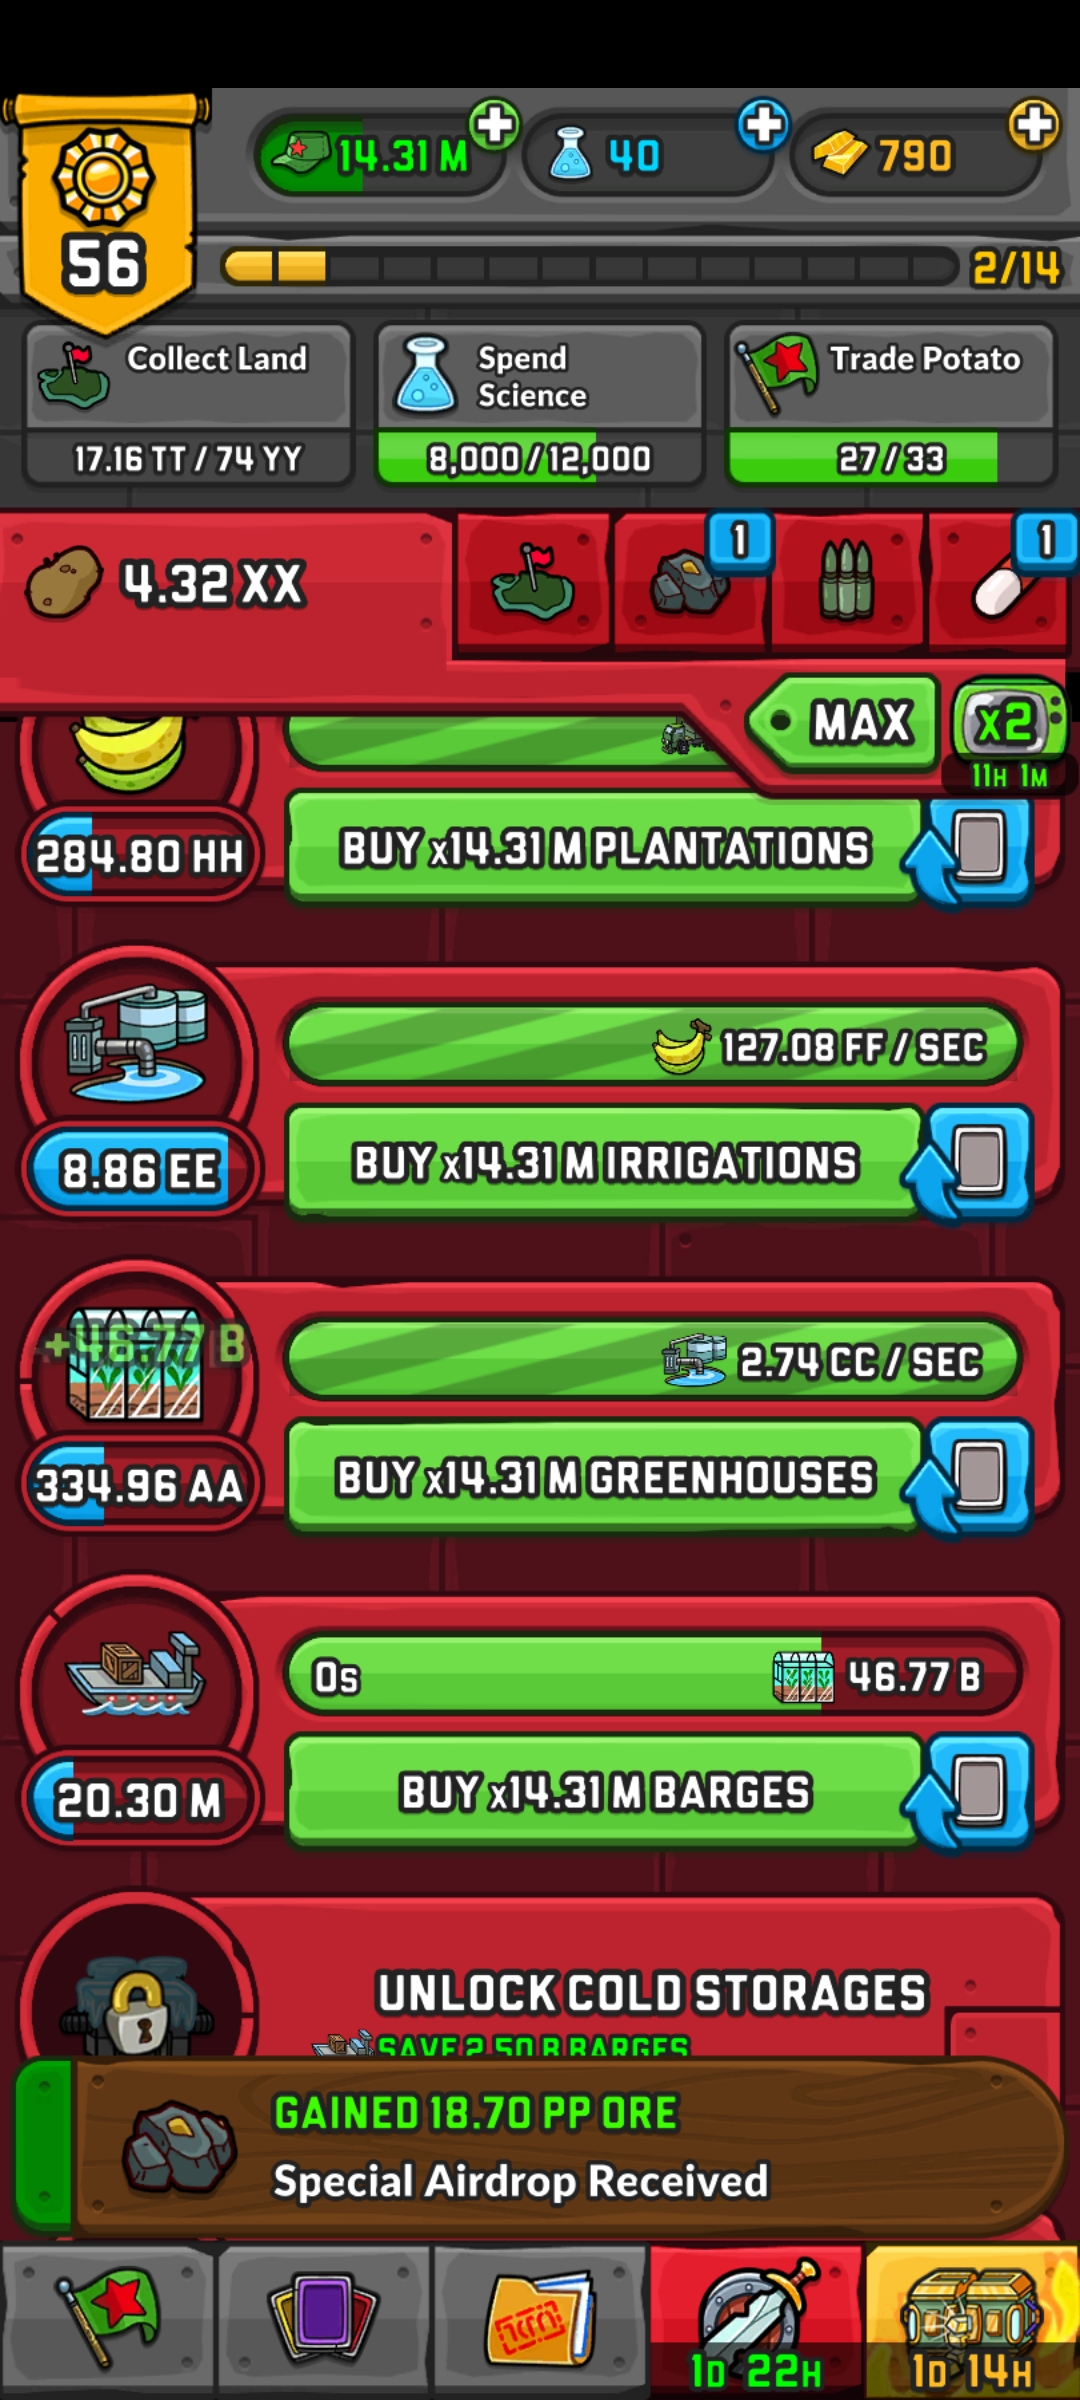 14.31 M
40
790
56
2/14
Collect Land
17.16 TT / 74 YY
Spend
Science
8,000/12,000
Trade Potato
27/33
4.32 XX
1
1
MAX
x2
11H 1M
284.80 HH
BUY x14.31 M PLANTATIONS
127.08 FF / SEC
8.86 EE
BUY x14.31 M IRRIGATIONS
+46.77 B
2.74 CC / SEC
334.96 AA
BUY x14.31 M GREENHOUSES
0s
46.77 B
20.30 M
BUY x14.31 M BARGES
UNLOCK COLD STORAGES
SAVE 2.50 B BARGES
GAINED 18.70 PP ORE
Special Airdrop Received
1D 22H
1D 14H